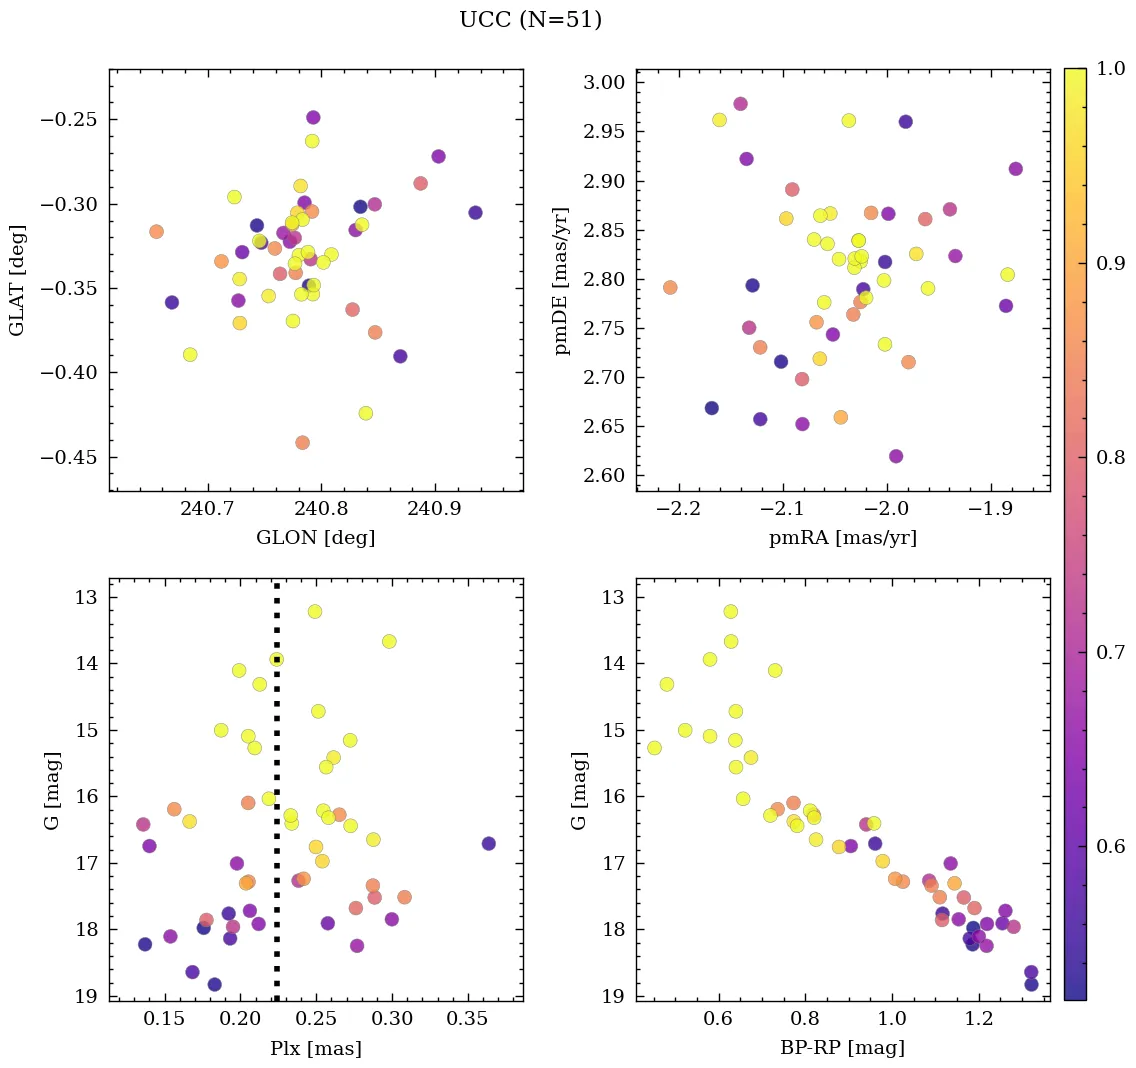 UCC (N=51)
−0.25
−0.30
−0.35
−0.40
−0.45
GLAT [deg]
240.7 240.8 240.9
GLON [deg]
3.00
2.95
2.90
2.85
2.80
2.75
2.70
2.65
2.60
pmDE [mas/yr]
−2.2 −2.1 −2.0 −1.9
pmRA [mas/yr]
13
14
15
16
17
18
19
G [mag]
0.15 0.20 0.25 0.30 0.35
Plx [mas]
13
14
15
16
17
18
19
G [mag]
0.6 0.8 1.0 1.2
BP-RP [mag]
1.0
0.9
0.8
0.7
0.6